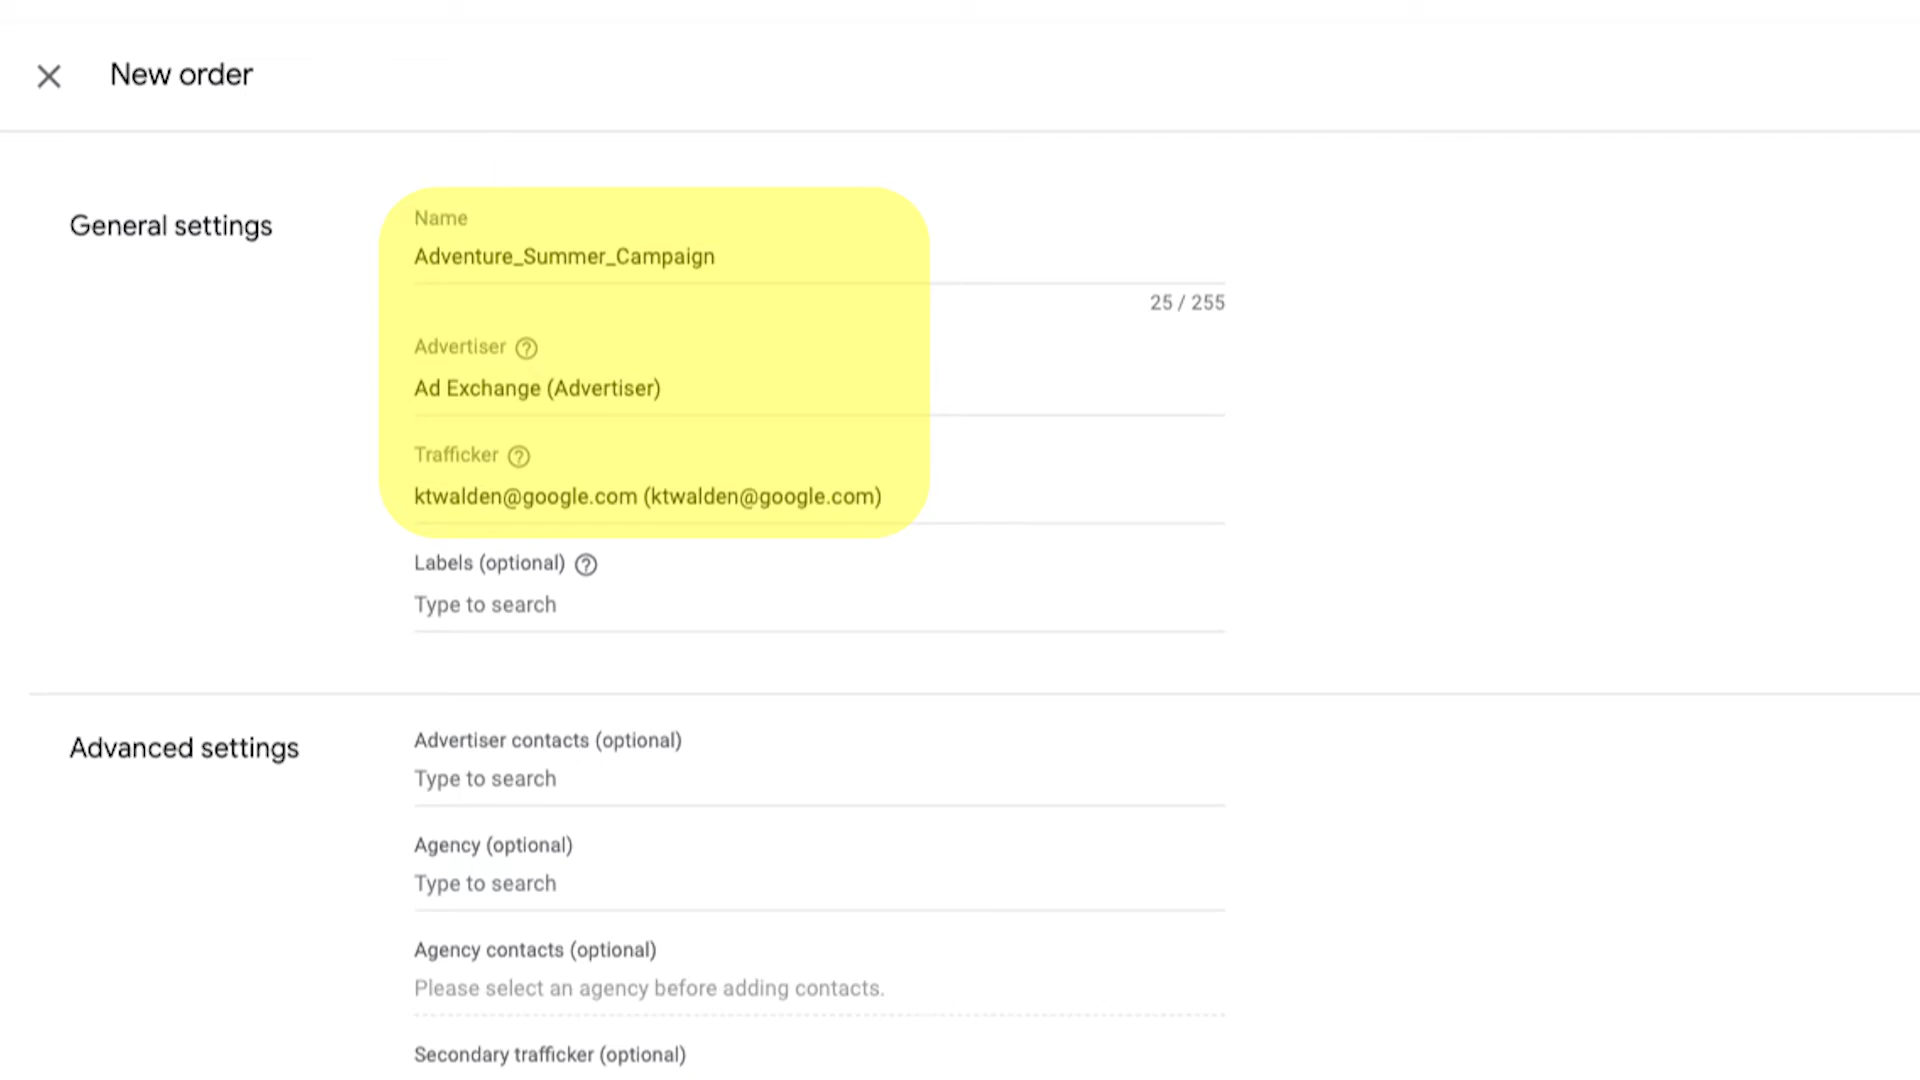 New order
General settings
Name
Adventure_Summer_Campaign
25 / 255
Advertiser
Ad Exchange (Advertiser)
Trafficker
ktwalden@google.com (ktwalden@google.com)
Labels (optional)
Type to search
Advanced settings
Advertiser contacts (optional)
Type to search
Agency (optional)
Type to search
Agency contacts (optional)
Please select an agency before adding contacts.
Secondary trafficker (optional)